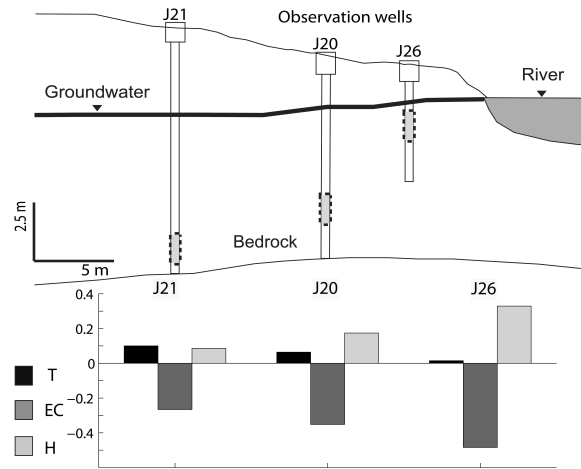 Observation wells
J21
J20
J26
River
Groundwater
2.5 m
5 m
Bedrock
J21
J20
J26
0.4
0.2
0
−0.2
−0.4
T
EC
H